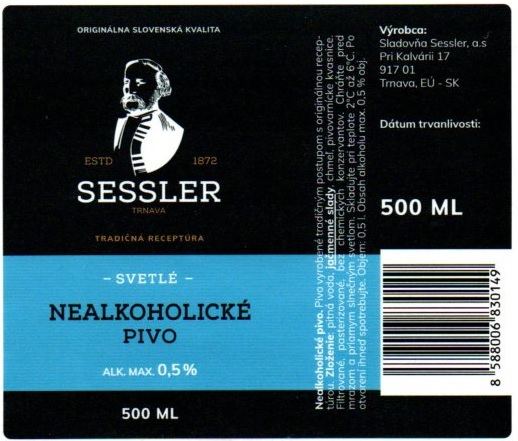 ORIGINÁLNA SLOVENSKÁ KVALITA
ESTD 1872
SESSLER
TRNAVA
TRADIČNÁ RECEPTÚRA
– SVETLÉ –
NEALKOHOLICKÉ
PIVO
ALK. MAX. 0,5%
500 ML
Nealkoholické pivo. Pivo vyrobené tradičným postupom s originálnou recep-
túrou. Zloženie: pitná voda, jačmenné slady, chmeľ, pivovarnícke kvasnice.
Filtrované, pasterizované, bez chemických konzervantov. Chráňte pred
mrazom a priamym slnečným svetlom. Skladujte pri teplote 2°C až 6°C. Po
otvorení ihneď spotrebujte. Objem: 0,5 l. Obsah alkoholu max. 0,5 % obj.
Výrobca:
Sladovňa Sessler, a.s
Pri Kalvárii 17
917 01
Trnava, EÚ - SK
Dátum trvanlivosti:
500 ML
8 588006 830149